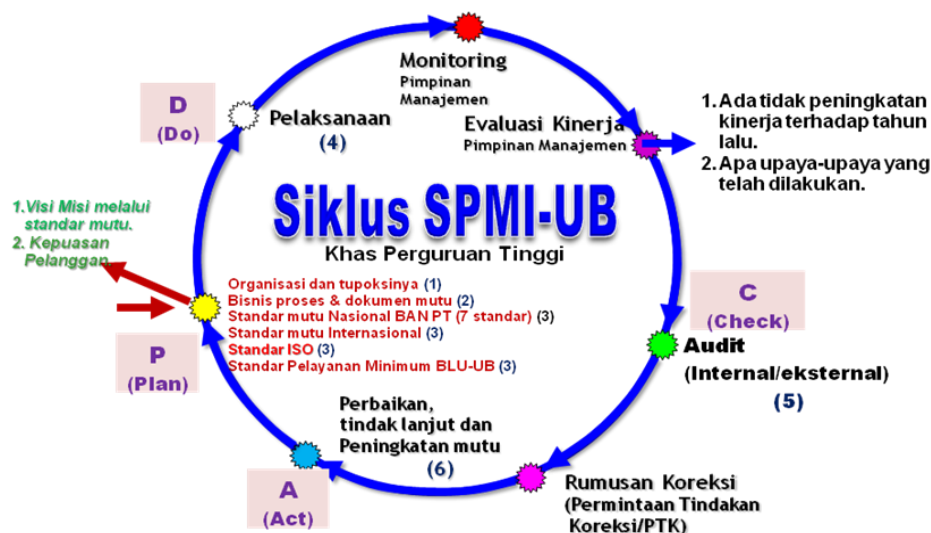 Monitoring
Pimpinan
Manajemen
D
(Do)
Pelaksanaan
(4)
Evaluasi Kinerja
Pimpinan Manajemen
1. Ada tidak peningkatan
kinerja terhadap tahun
lalu.
2. Apa upaya-upaya yang
telah dilakukan.
Siklus SPMI-UB
Khas Perguruan Tinggi
1.Visi Misi melalui
standar mutu.
2. Kepuasan
Pelanggan.
Organisasi dan tupoksinya (1)
Bisnis proses & dokumen mutu (2)
Standar mutu Nasional BAN PT (7 standar) (3)
Standar mutu Internasional (3)
Standar ISO (3)
Standar Pelayanan Minimum BLU-UB (3)
P
(Plan)
C
(Check)
Audit
(Internal/eksternal)
(5)
Perbaikan,
tindak lanjut dan
Peningkatan mutu
(6)
A
(Act)
Rumusan Koreksi
(Permintaan Tindakan
Koreksi/PTK)